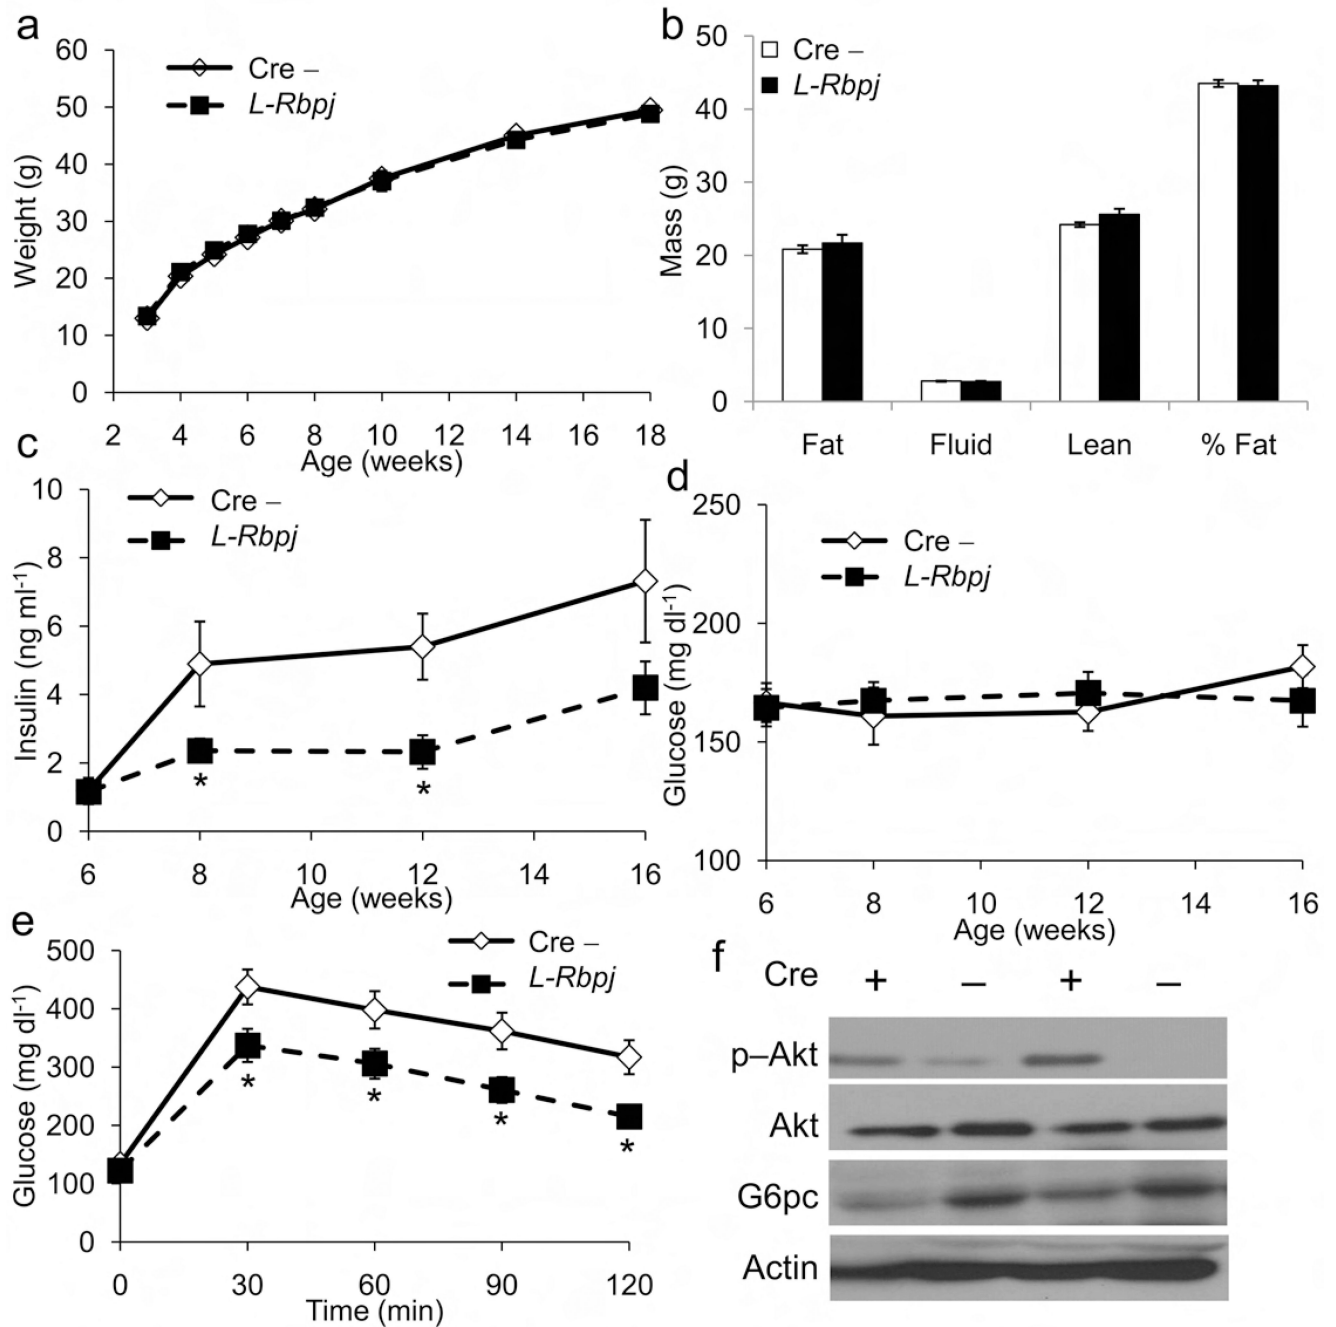 a
60
50
40
30
20
10
0
Weight (g)
Cre –
L-Rbpj
2 4 6 8 10 12 14 16 18
Age (weeks)
b
50
40
30
20
10
0
Mass (g)
Cre –
L-Rbpj
Fat Fluid Lean % Fat
c
10
8
6
4
2
0
Insulin (ng ml⁻¹)
Cre –
L-Rbpj
* *
6 8 10 12 14 16
Age (weeks)
d
250
200
150
100
Glucose (mg dl⁻¹)
Cre –
L-Rbpj
6 8 10 12 14 16
Age (weeks)
e
500
400
300
200
100
0
Glucose (mg dl⁻¹)
Cre –
L-Rbpj
* * * *
0 30 60 90 120
Time (min)
f
Cre + – + –
p–Akt
Akt
G6pc
Actin